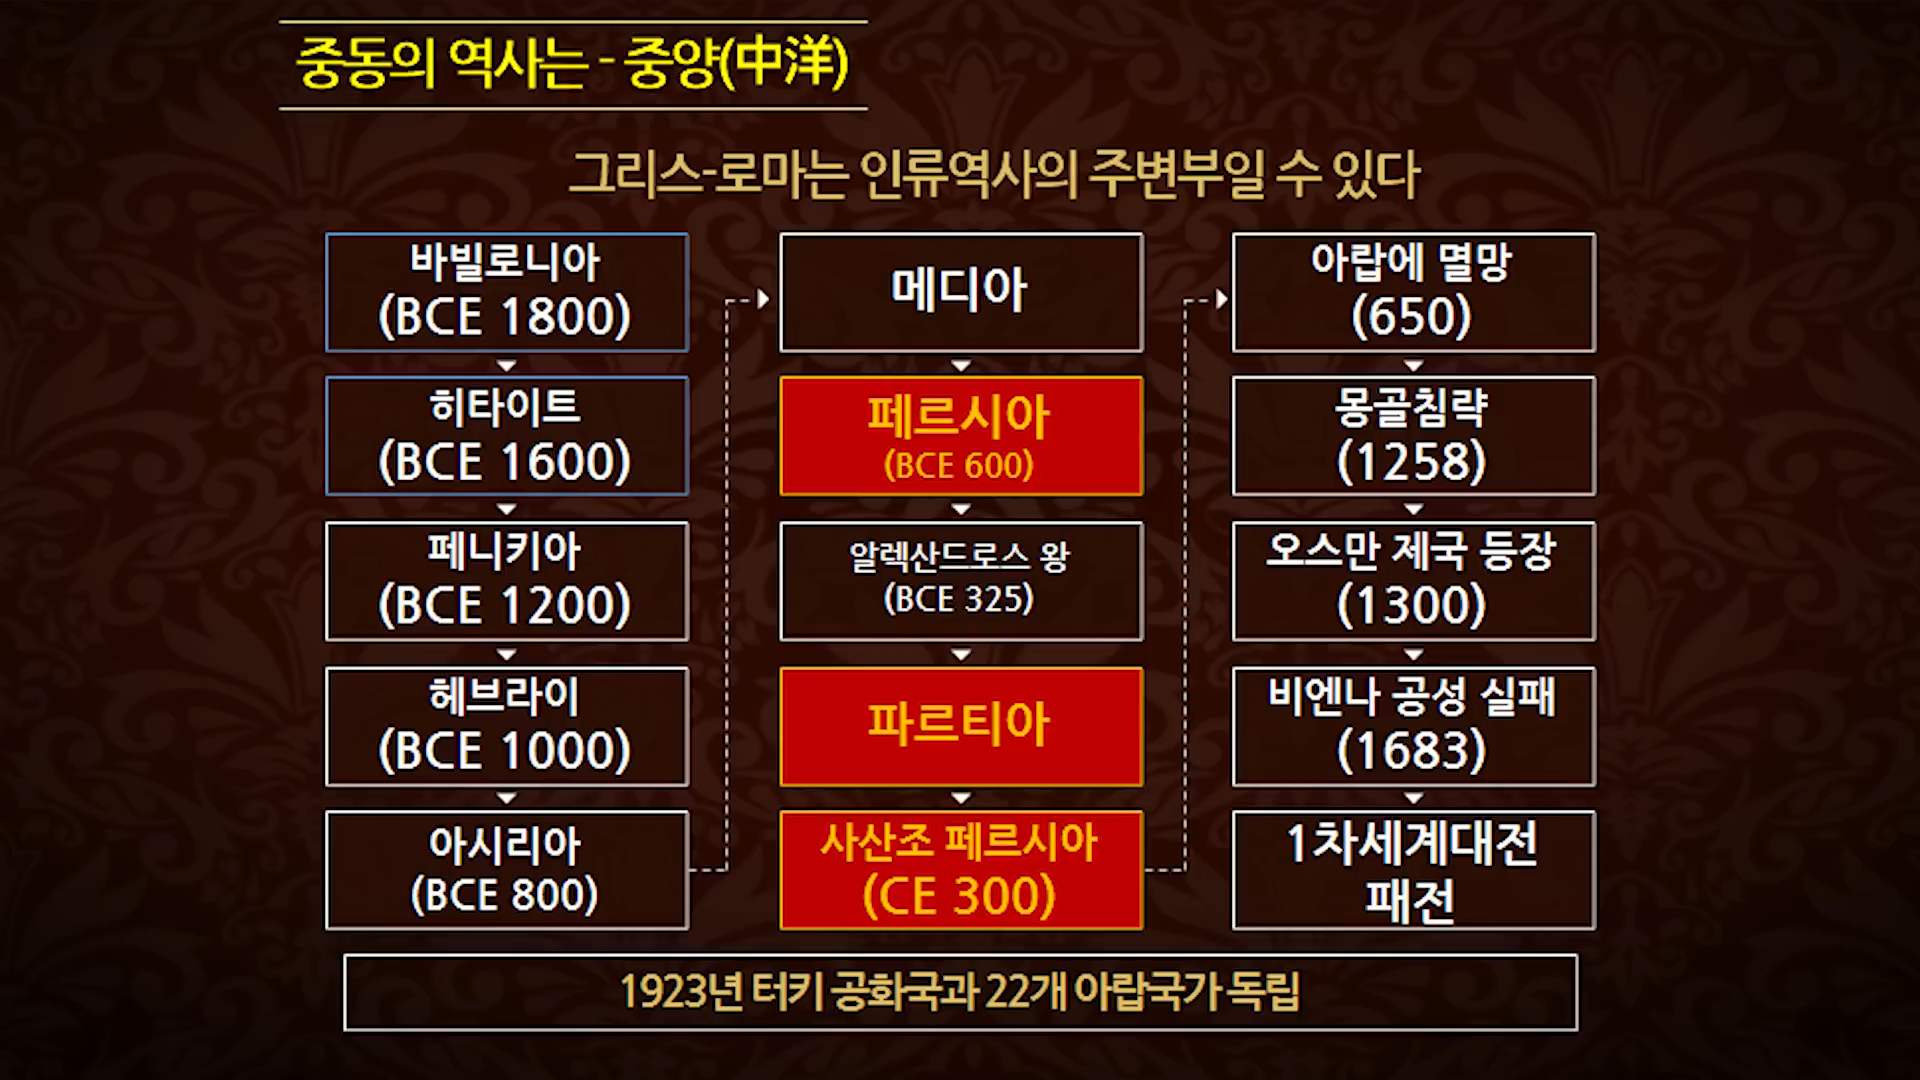 중동의 역사는 - 중양(中洋)
그리스-로마는 인류역사의 주변부일 수 있다
바빌로니아
(BCE 1800)
히타이트
(BCE 1600)
페니키아
(BCE 1200)
헤브라이
(BCE 1000)
아시리아
(BCE 800)
메디아
페르시아
(BCE 600)
알렉산드로스 왕
(BCE 325)
파르티아
사산조 페르시아
(CE 300)
아랍에 멸망
(650)
몽골침략
(1258)
오스만 제국 등장
(1300)
비엔나 공성 실패
(1683)
1차세계대전
패전
1923년 터키 공화국과 22개 아랍국가 독립